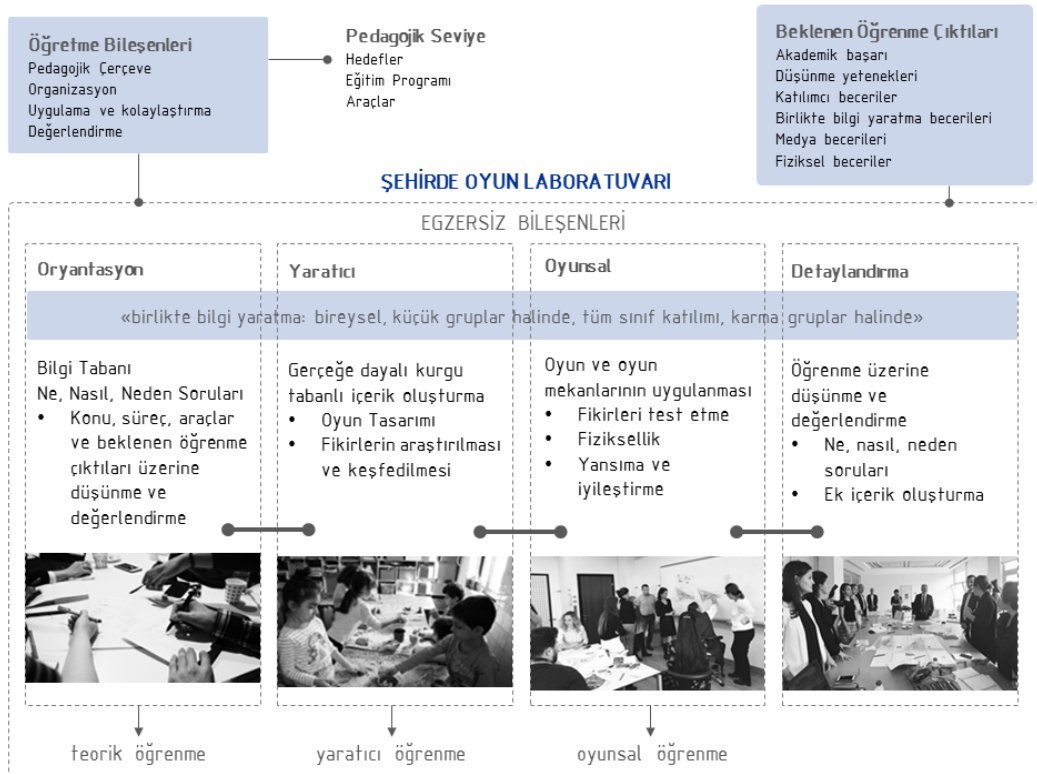 Öğretme Bileşenleri
Pedagojik Çerçeve
Organizasyon
Uygulama ve kolaylaştırma
Değerlendirme
Pedagojik Seviye
Hedefler
Eğitim Programı
Araçlar
Beklenen Öğrenme Çıktıları
Akademik başarı
Düşünme yetenekleri
Katılımcı beceriler
Birlikte bilgi yaratma becerileri
Medya becerileri
Fiziksel beceriler
ŞEHİRDE OYUN LABORATUVARI
EGZERSİZ BİLEŞENLERİ
Oryantasyon
Yaratıcı
Oyunsal
Detaylandırma
«birlikte bilgi yaratma: bireysel, küçük gruplar halinde, tüm sınıf katılımı, karma gruplar halinde»
Bilgi Tabanı
Ne, Nasıl, Neden Soruları
• Konu, süreç, araçlar
ve beklenen öğrenme
çıktıları üzerine
düşünme ve
değerlendirme
Gerçeğe dayalı kurgu
tabanlı içerik oluşturma
• Oyun Tasarımı
• Fikirlerin araştırılması
ve keşfedilmesi
Oyun ve oyun
mekanlarının uygulanması
• Fikirleri test etme
• Fiziksellik
• Yansıma ve
iyileştirme
Öğrenme üzerine
düşünme ve
değerlendirme
• Ne, nasıl, neden
soruları
• Ek içerik oluşturma
teorik öğrenme
yaratıcı öğrenme
oyunsal öğrenme